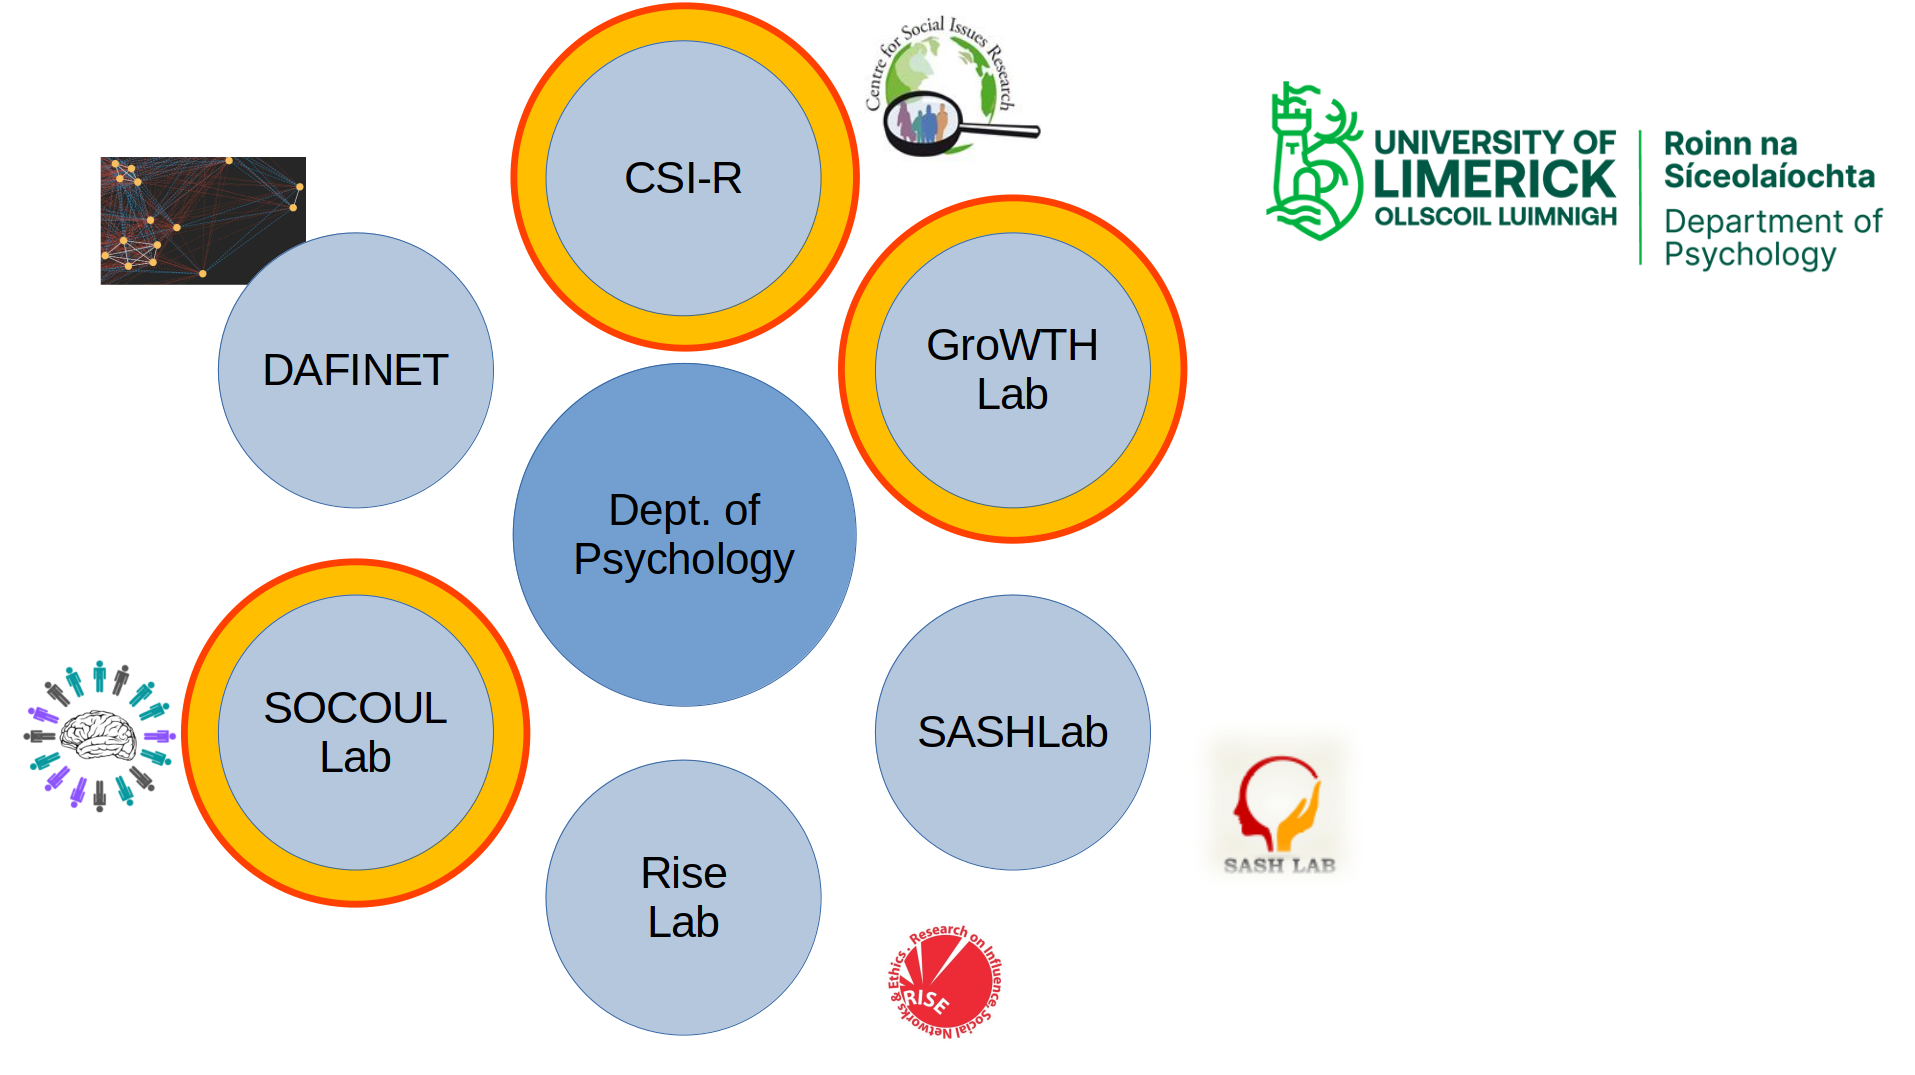 Centre for Social Issues Research
CSI-R
UNIVERSITY OF
LIMERICK
OLLSCOIL LUIMNIGH
Roinn na
Síceolaíochta
Department of
Psychology
DAFINET
GroWTH
Lab
Dept. of
Psychology
SOCOUL
Lab
SASHLab
SASH LAB
Rise
Lab
Research on Influence, Social Networks & Ethics .
RISE